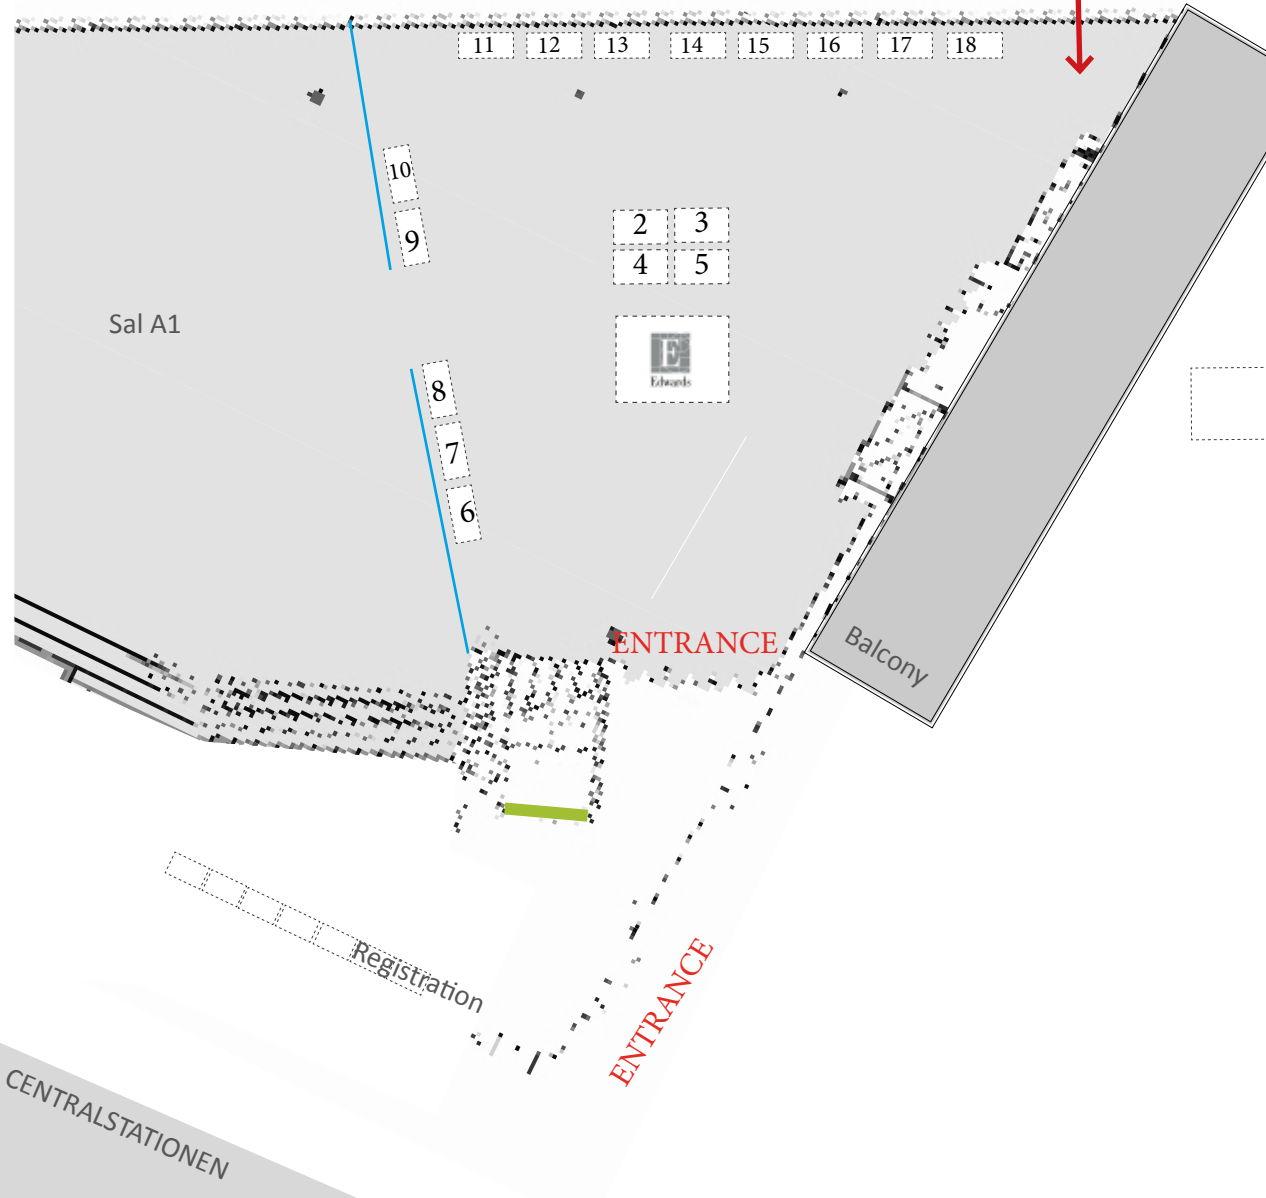 11 12 13 14 15 16 17 18
10
9
2 3
4 5
Sal A1
E
Edwards
8
7
6
ENTRANCE
Balcony
Registration
ENTRANCE
CENTRALSTATIONEN